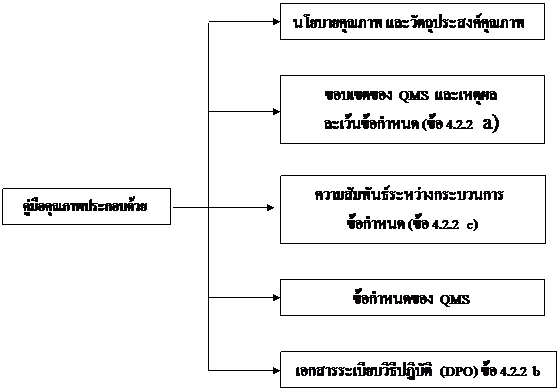 นโยบายคุณภาพ และวัตถุประสงค์คุณภาพ
ขอบเขตของ QMS และเหตุผล
ละเว้นข้อกำหนด (ข้อ 4.2.2 a)
คู่มือคุณภาพประกอบด้วย
ความสัมพันธ์ระหว่างกระบวนการ
ข้อกำหนด (ข้อ 4.2.2 c)
ข้อกำหนดของ QMS
เอกสารระเบียบวิธีปฏิบัติ (DPO) ข้อ 4.2.2 b